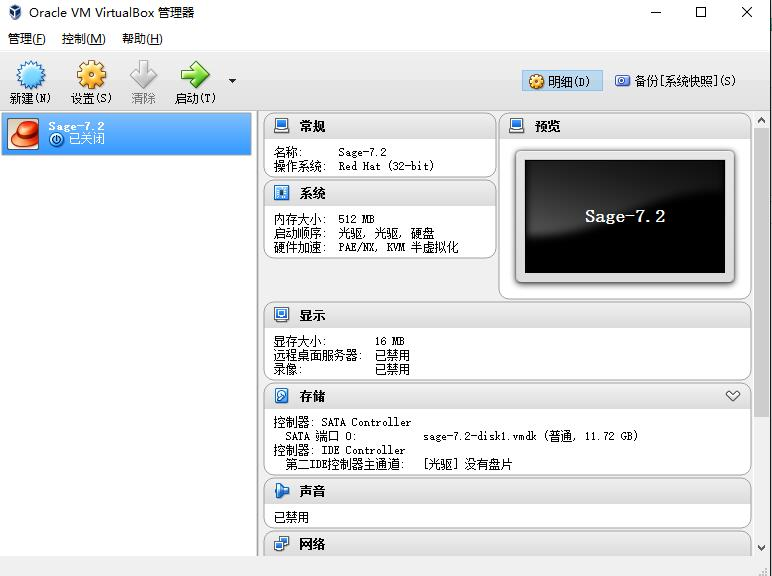 Oracle VM VirtualBox 管理器
管理(F) 控制(M) 帮助(H)
新建(N) 设置(S) 清除 启动(T) 明细(D) 备份[系统快照](S)
Sage-7.2
已关闭
常规
名称: Sage-7.2
操作系统: Red Hat (32-bit)
系统
内存大小: 512 MB
启动顺序: 光驱, 光驱, 硬盘
硬件加速: PAE/NX, KVM 半虚拟化
预览
Sage-7.2
显示
显存大小: 16 MB
远程桌面服务器: 已禁用
录像: 已禁用
存储
控制器: SATA Controller
SATA 端口 0: sage-7.2-disk1.vmdk (普通, 11.72 GB)
控制器: IDE Controller
第二IDE控制器主通道: [光驱] 没有盘片
声音
已禁用
网络